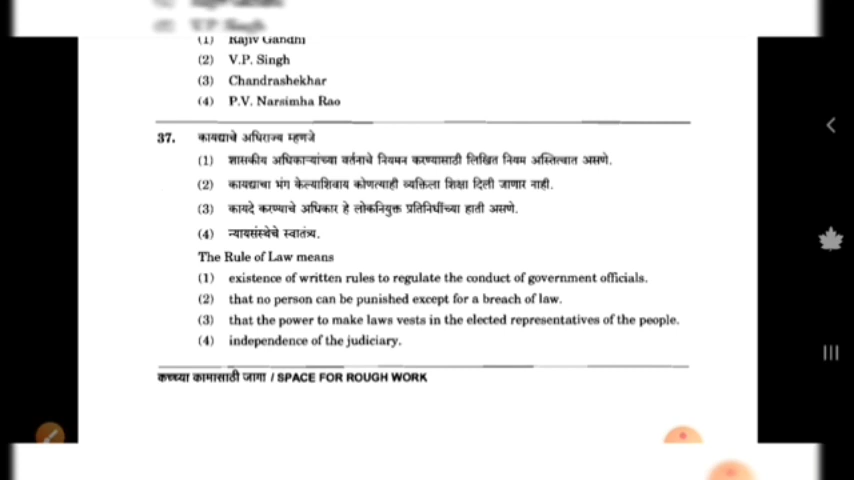 V.P. Singh
(1) Rajiv Gandhi
(2) V.P. Singh
(3) Chandrashekhar
(4) P.V. Narsimha Rao
37. कायद्याचे अधिराज्य म्हणजे
(1) शासकीय अधिकाऱ्यांच्या वर्तनाचे नियमन करण्यासाठी लिखित नियम अस्तित्वात असणे.
(2) कायद्याचा भंग केल्याशिवाय कोणत्याही व्यक्तिला शिक्षा दिली जाणार नाही.
(3) कायदे करण्याचे अधिकार हे लोकनियुक्त प्रतिनिधींच्या हाती असणे.
(4) न्यायसंस्थेचे स्वातंत्र्य.
The Rule of Law means
(1) existence of written rules to regulate the conduct of government officials.
(2) that no person can be punished except for a breach of law.
(3) that the power to make laws vests in the elected representatives of the people.
(4) independence of the judiciary.
कच्च्या कामासाठी जागा / SPACE FOR ROUGH WORK